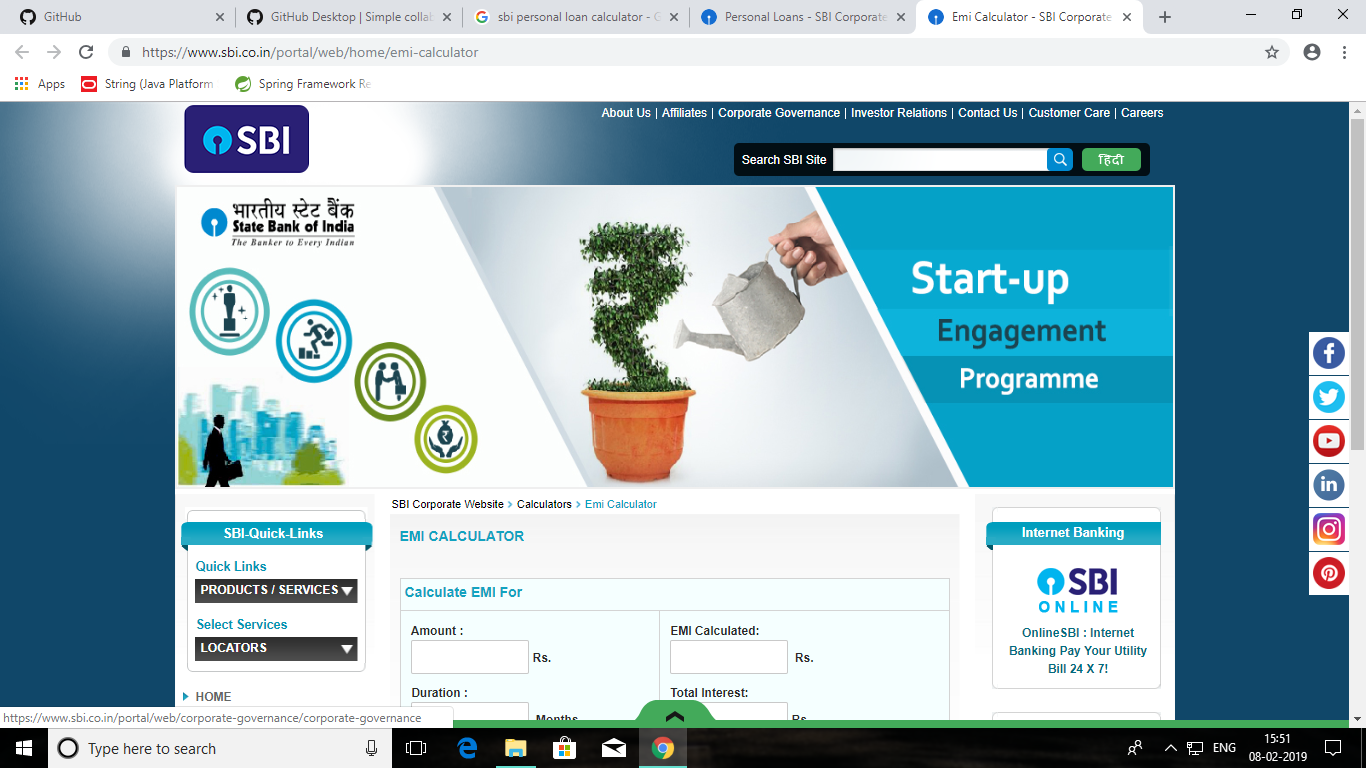 GitHub
GitHub Desktop | Simple collab
sbi personal loan calculator - G
Personal Loans - SBI Corporate
Emi Calculator - SBI Corporate
https://www.sbi.co.in/portal/web/home/emi-calculator
Apps
String (Java Platform
Spring Framework Re
SBI
About Us | Affiliates | Corporate Governance | Investor Relations | Contact Us | Customer Care | Careers
Search SBI Site
हिंदी
भारतीय स्टेट बैंक
State Bank of India
The Banker to Every Indian
Start-up
Engagement
Programme
SBI Corporate Website > Calculators > Emi Calculator
SBI-Quick-Links
Quick Links
PRODUCTS / SERVICES
Select Services
LOCATORS
HOME
EMI CALCULATOR
Calculate EMI For
Amount :
Rs.
EMI Calculated:
Rs.
Duration :
Months
Total Interest:
Rs.
Internet Banking
SBI
ONLINE
OnlineSBI : Internet
Banking Pay Your Utility
Bill 24 X 7!
https://www.sbi.co.in/portal/web/corporate-governance/corporate-governance
Type here to search
ENG
15:51
08-02-2019